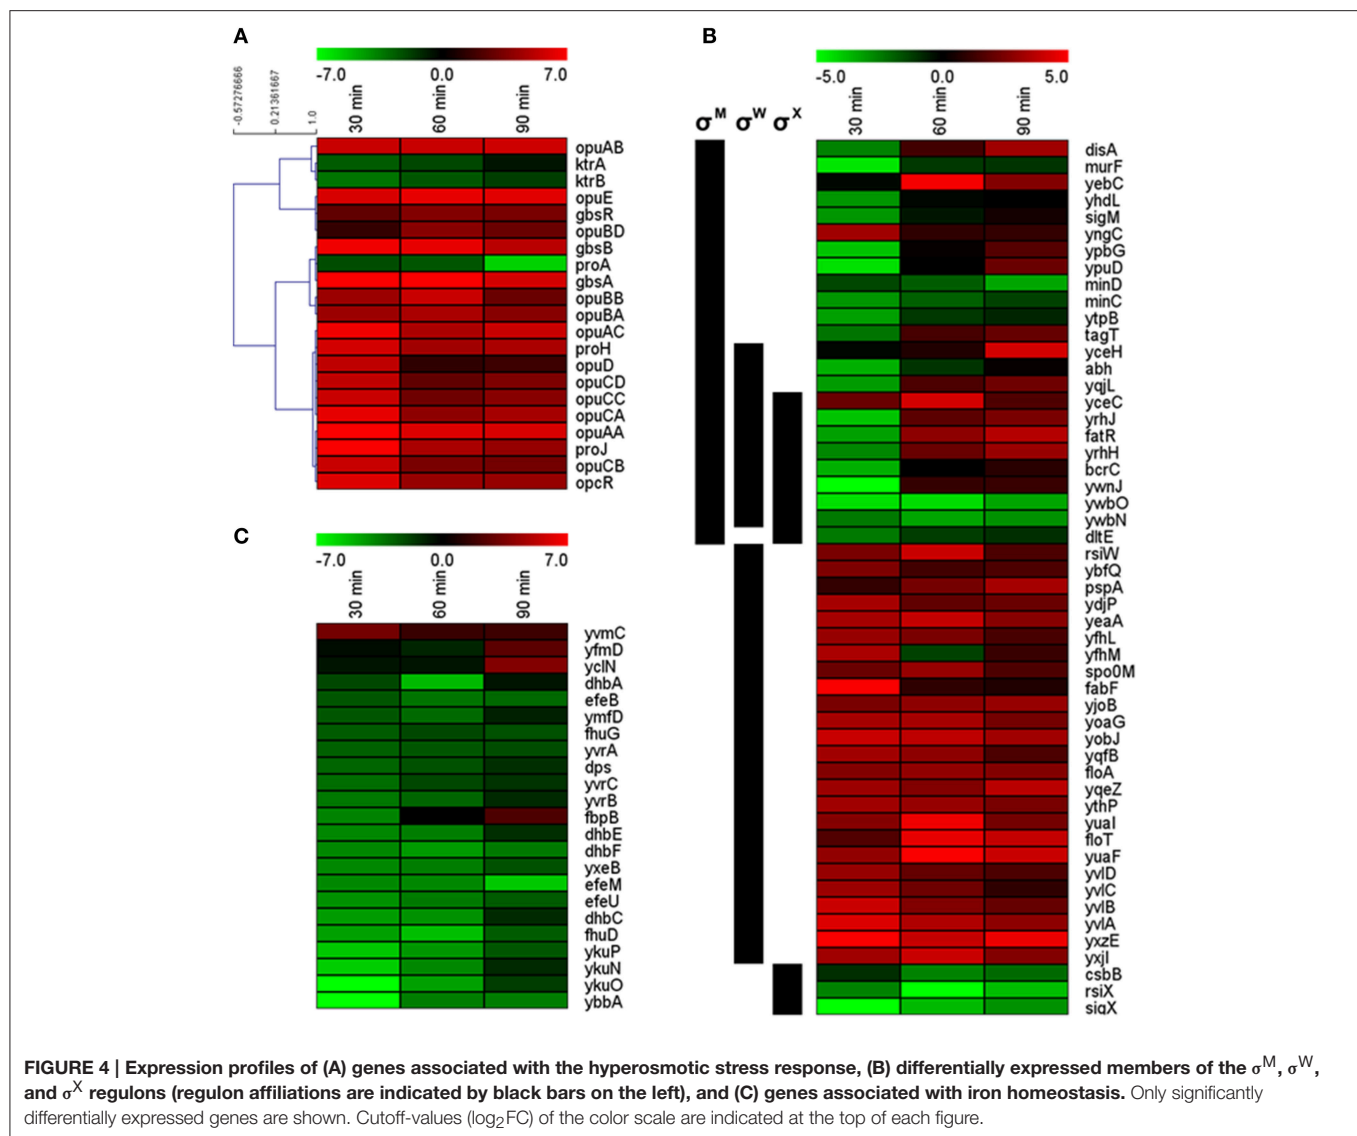 A
-7.0 0.0 7.0
-0.57276666
0.21361667
1.0
30 min
60 min
90 min
opuAB
ktrA
ktrB
opuE
gbsR
opuBD
gbsB
proA
gbsA
opuBB
opuBA
opuAC
proH
opuD
opuCD
opuCC
opuCA
opuAA
proJ
opuCB
opcR
B
-5.0 0.0 5.0
σM σW σX
30 min
60 min
90 min
disA
murF
yebC
yhdL
sigM
yngC
ypbG
ypuD
minD
minC
ytpB
tagT
yceH
abh
yqjL
yceC
yrhJ
fatR
yrhH
bcrC
ywnJ
ywbO
ywbN
dltE
rsiW
ybfQ
pspA
ydjP
yeaA
yfhL
yfhM
spo0M
fabF
yjoB
yoaG
yobJ
yqfB
floA
yqeZ
ythP
yuaI
floT
yuaF
yvlD
yvlC
yvlB
yvlA
yxzE
yxjI
csbB
rsiX
sigX
C
-7.0 0.0 7.0
30 min
60 min
90 min
yvmC
yfmD
yclN
dhbA
efeB
ymfD
fhuG
yvrA
dps
yvrC
yvrB
fbpB
dhbE
dhbF
yxeB
efeM
efeU
dhbC
fhuD
ykuP
ykuN
ykuO
ybbA
FIGURE 4 | Expression profiles of (A) genes associated with the hyperosmotic stress response, (B) differentially expressed members of the σM, σW,
and σX regulons (regulon affiliations are indicated by black bars on the left), and (C) genes associated with iron homeostasis. Only significantly
differentially expressed genes are shown. Cutoff-values (log2FC) of the color scale are indicated at the top of each figure.